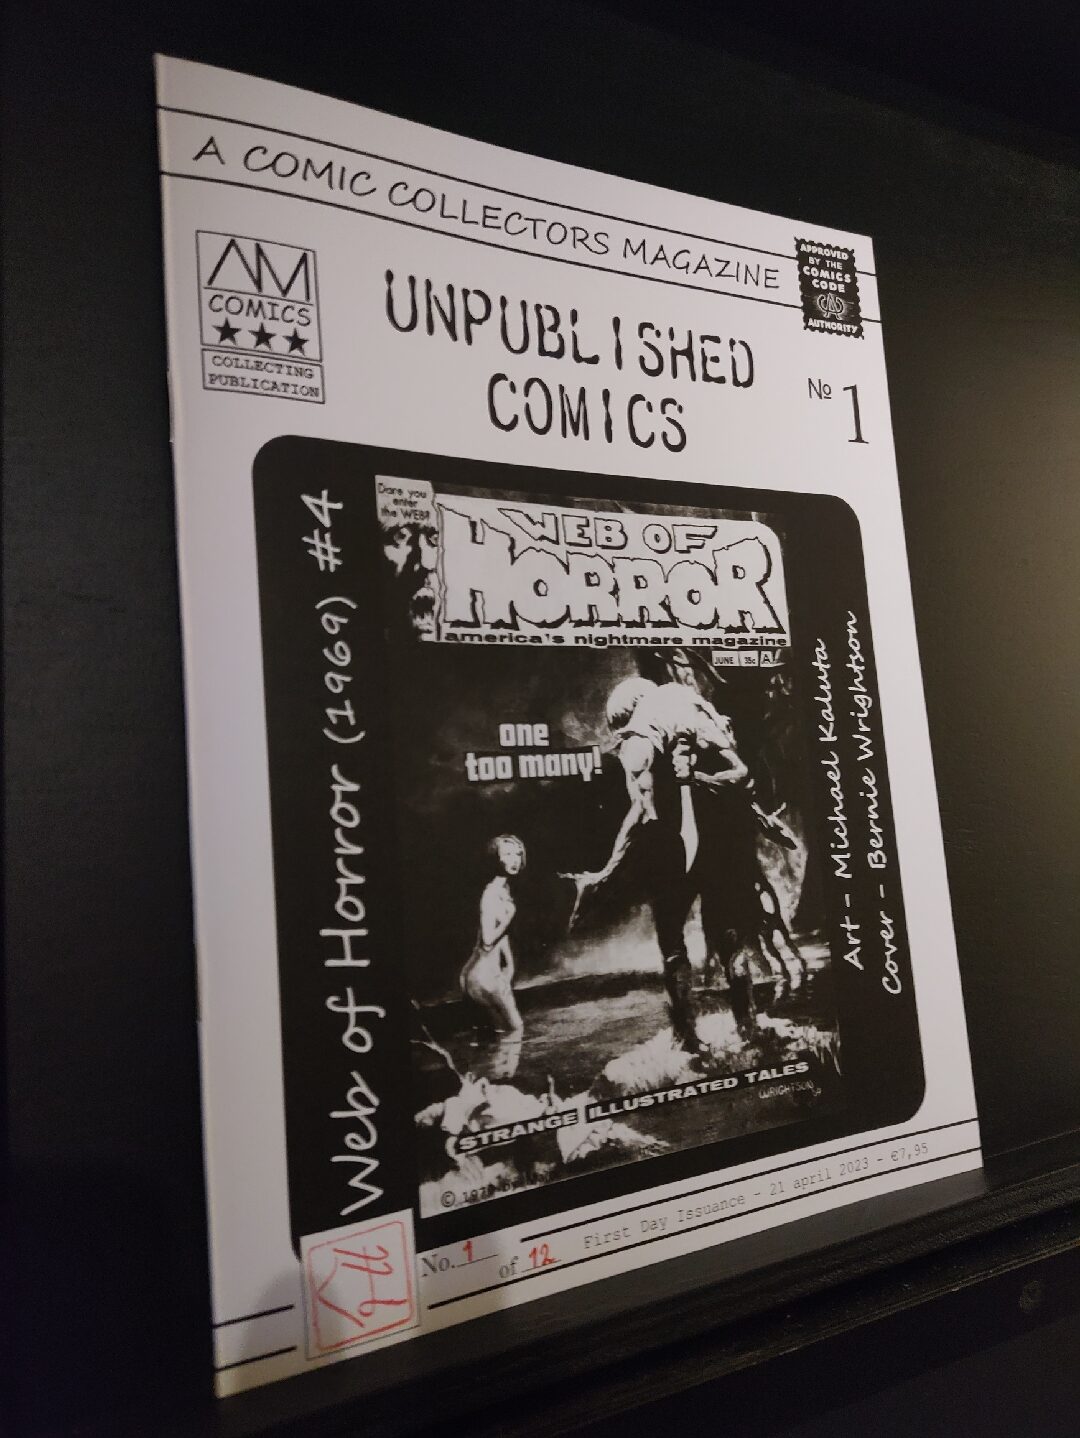 A COMIC COLLECTORS MAGAZINE
APPROVED
BY THE
COMICS
CODE
AUTHORITY
AM
COMICS
COLLECTING
PUBLICATION
UNPUBLISHED
COMICS
No 1
Web of Horror (1969) #4
Dare you
enter
the WEB?
WEB OF
HORROR
america's nightmare magazine
JUNE 35c A
one
too many!
STRANGE ILLUSTRATED TALES
WRIGHTSON
Art - Michael Kaluta
Cover - Bernie Wrightson
©
No. 1 of 12
First Day Issuance - 21 april 2023 - €7,95